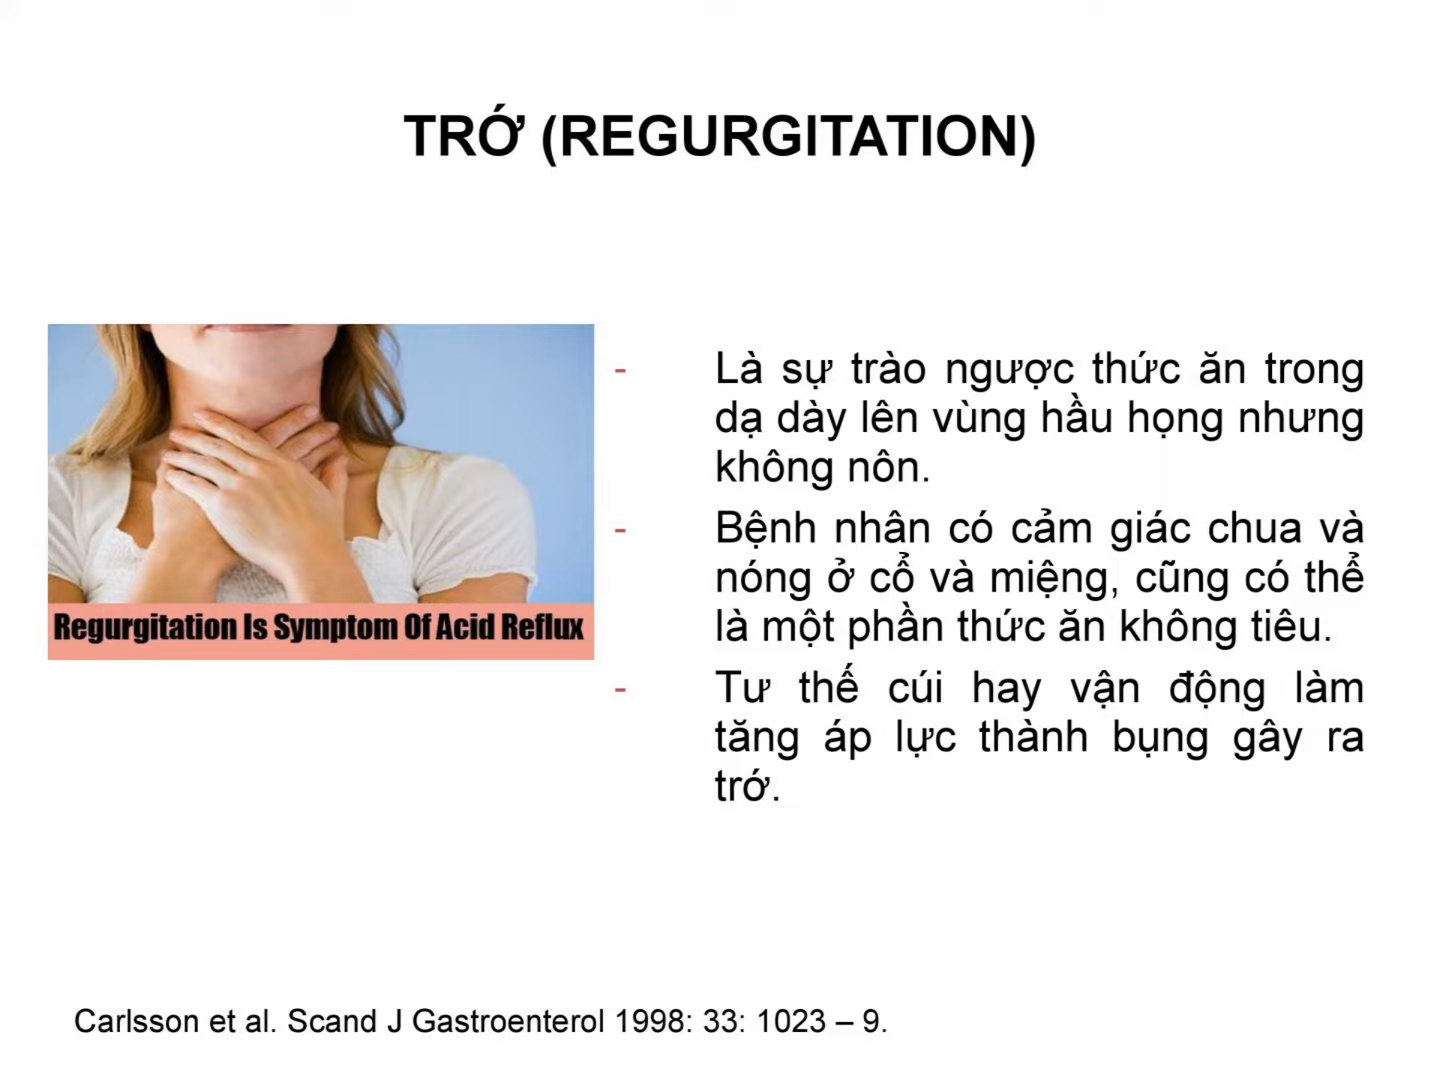 TRỚ (REGURGITATION)
Regurgitation Is Symptom Of Acid Reflux
- Là sự trào ngược thức ăn trong
dạ dày lên vùng hầu họng nhưng
không nôn.
- Bệnh nhân có cảm giác chua và
nóng ở cổ và miệng, cũng có thể
là một phần thức ăn không tiêu.
- Tư thế cúi hay vận động làm
tăng áp lực thành bụng gây ra
trớ.
Carlsson et al. Scand J Gastroenterol 1998: 33: 1023 – 9.